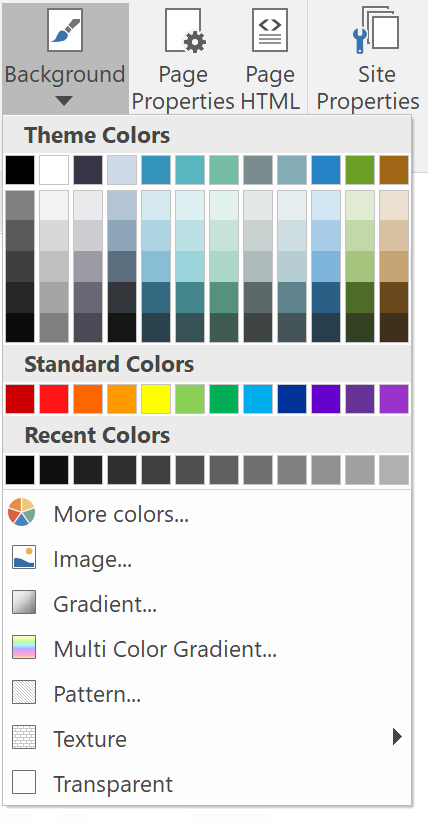 Background
Page
Properties
Page
HTML
Site
Properties
Theme Colors
Standard Colors
Recent Colors
More colors...
Image...
Gradient...
Multi Color Gradient...
Pattern...
Texture
Transparent